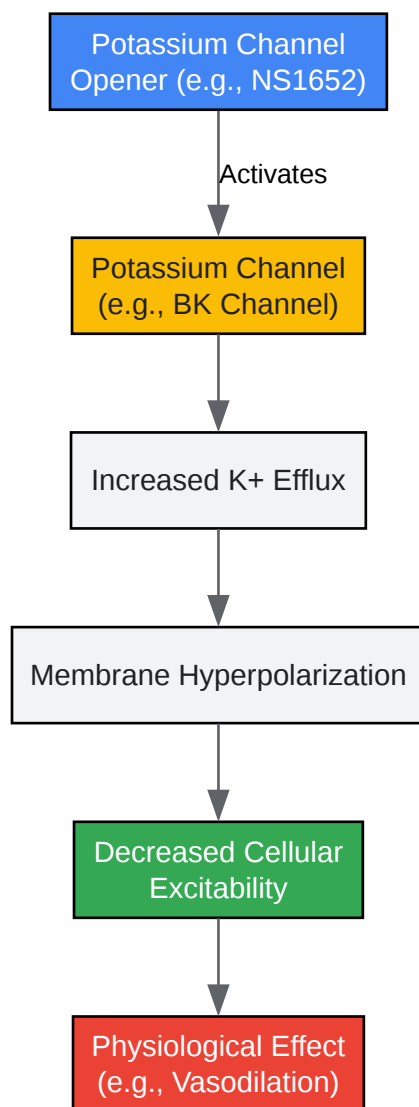 Potassium Channel
Opener (e.g., NS1652)
Activates
Potassium Channel
(e.g., BK Channel)
Increased K+ Efflux
Membrane Hyperpolarization
Decreased Cellular
Excitability
Physiological Effect
(e.g., Vasodilation)